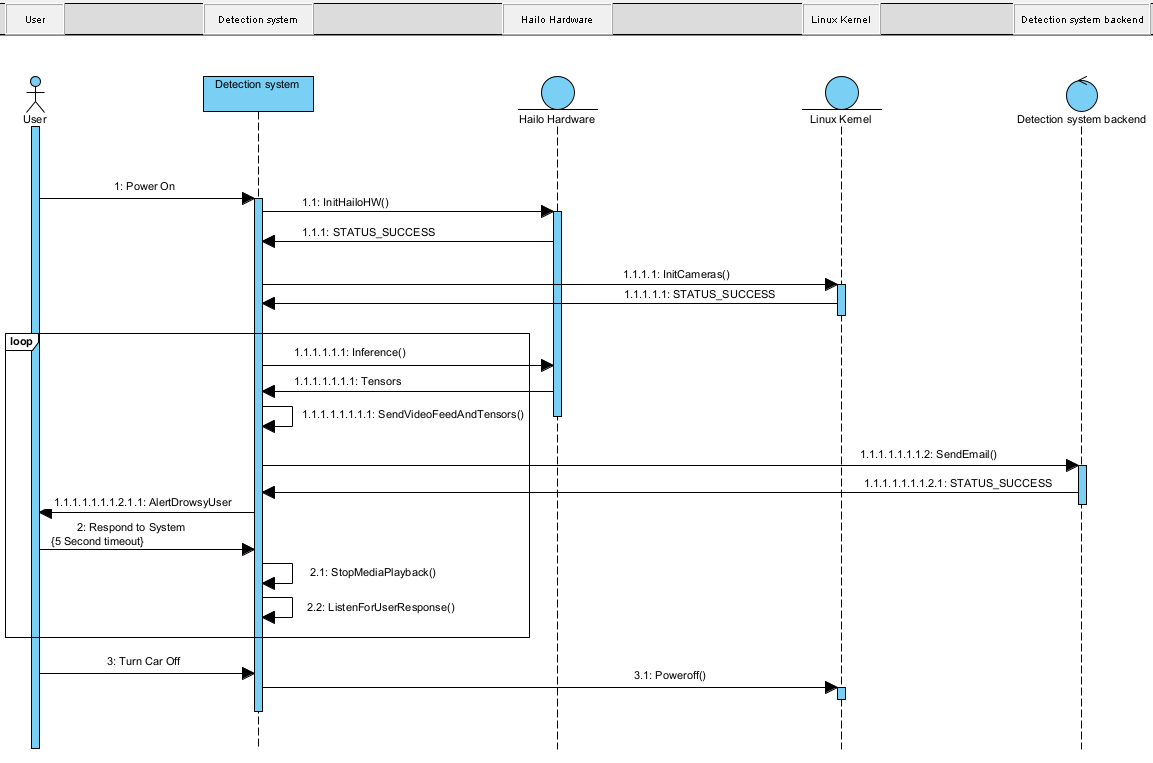 User
Detection system
Hailo Hardware
Linux Kernel
Detection system backend
Detection system
User
Hailo Hardware
Linux Kernel
Detection system backend
1: Power On
1.1: InitHailoHW()
1.1.1: STATUS_SUCCESS
1.1.1.1: InitCameras()
1.1.1.1.1: STATUS_SUCCESS
loop
1.1.1.1.1.1: Inference()
1.1.1.1.1.1.1: Tensors
1.1.1.1.1.1.1.1: SendVideoFeedAndTensors()
1.1.1.1.1.1.1.2: SendEmail()
1.1.1.1.1.1.1.2.1: STATUS_SUCCESS
1.1.1.1.1.1.1.2.1.1: AlertDrowsyUser
2: Respond to System
{5 Second timeout}
2.1: StopMediaPlayback()
2.2: ListenForUserResponse()
3: Turn Car Off
3.1: Poweroff()